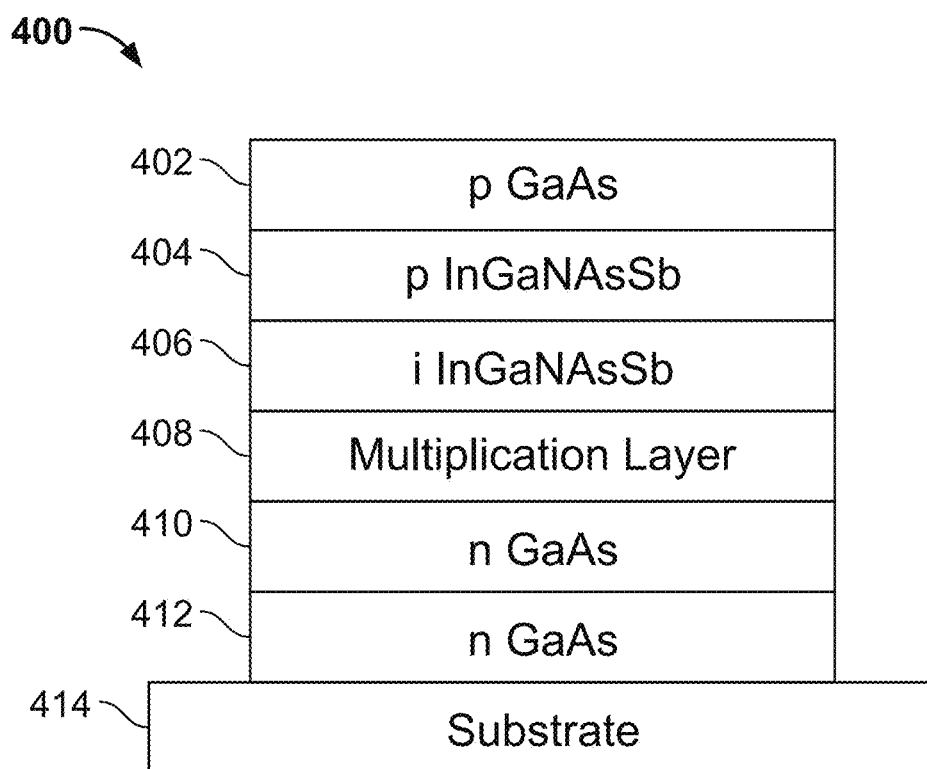 400
402 p GaAs
404 p InGaNAsSb
406 i InGaNAsSb
408 Multiplication Layer
410 n GaAs
412 n GaAs
414 Substrate